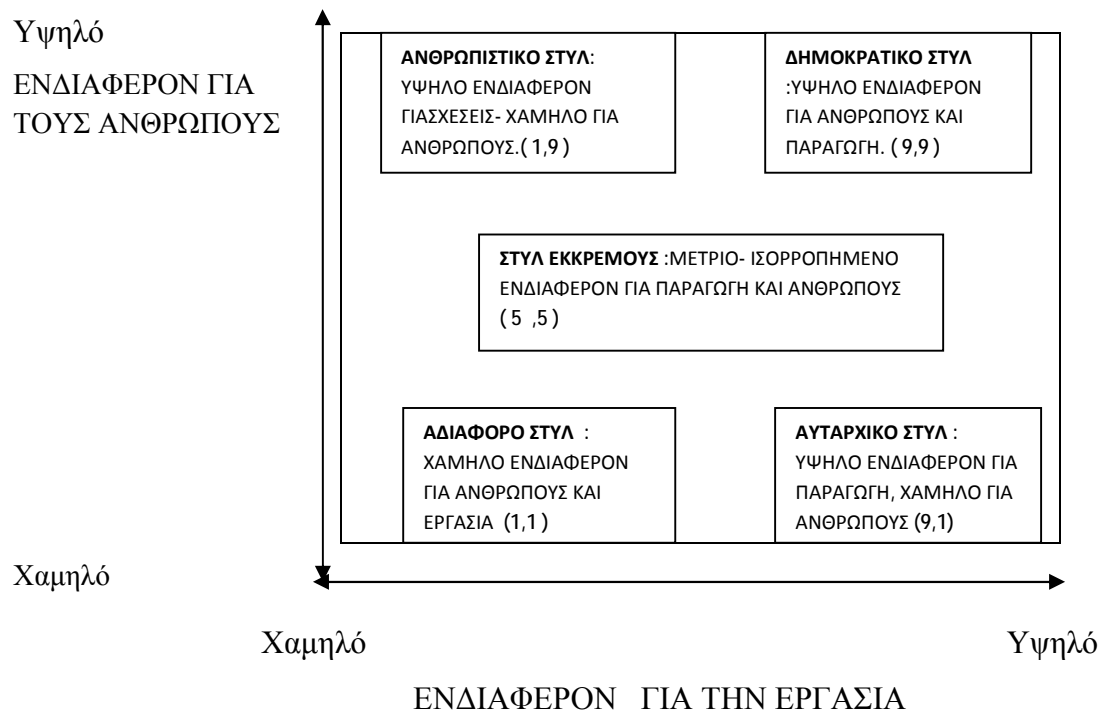 Υψηλό
ΕΝΔΙΑΦΕΡΟΝ ΓΙΑ
ΤΟΥΣ ΑΝΘΡΩΠΟΥΣ
ΑΝΘΡΩΠΙΣΤΙΚΟ ΣΤΥΛ:
ΥΨΗΛΟ ΕΝΔΙΑΦΕΡΟΝ
ΓΙΑΣΧΕΣΕΙΣ- ΧΑΜΗΛΟ ΓΙΑ
ΑΝΘΡΩΠΟΥΣ.( 1,9 )
ΔΗΜΟΚΡΑΤΙΚΟ ΣΤΥΛ
:ΥΨΗΛΟ ΕΝΔΙΑΦΕΡΟΝ
ΓΙΑ ΑΝΘΡΩΠΟΥΣ ΚΑΙ
ΠΑΡΑΓΩΓΗ. ( 9,9 )
ΣΤΥΛ ΕΚΚΡΕΜΟΥΣ :ΜΕΤΡΙΟ- ΙΣΟΡΡΟΠΗΜΕΝΟ
ΕΝΔΙΑΦΕΡΟΝ ΓΙΑ ΠΑΡΑΓΩΓΗ ΚΑΙ ΑΝΘΡΩΠΟΥΣ
( 5 ,5 )
ΑΔΙΑΦΟΡΟ ΣΤΥΛ :
ΧΑΜΗΛΟ ΕΝΔΙΑΦΕΡΟΝ
ΓΙΑ ΑΝΘΡΩΠΟΥΣ ΚΑΙ
ΕΡΓΑΣΙΑ (1,1 )
ΑΥΤΑΡΧΙΚΟ ΣΤΥΛ :
ΥΨΗΛΟ ΕΝΔΙΑΦΕΡΟΝ ΓΙΑ
ΠΑΡΑΓΩΓΗ, ΧΑΜΗΛΟ ΓΙΑ
ΑΝΘΡΩΠΟΥΣ (9,1)
Χαμηλό
Χαμηλό
Υψηλό
ΕΝΔΙΑΦΕΡΟΝ ΓΙΑ ΤΗΝ ΕΡΓΑΣΙΑ